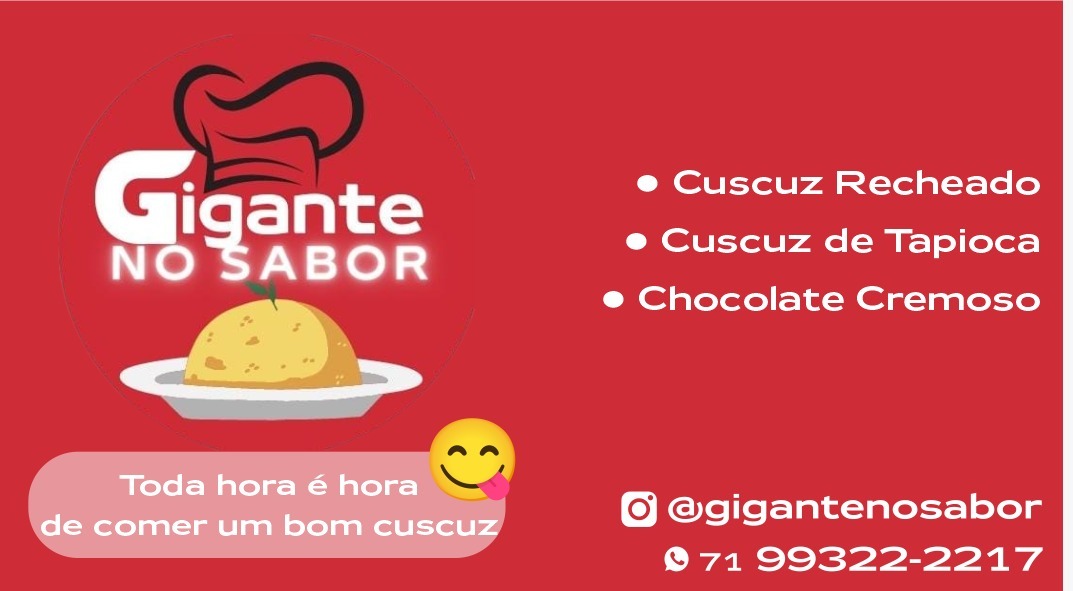 Gigante
NO SABOR
Toda hora é hora
de comer um bom cuscuz
• Cuscuz Recheado
• Cuscuz de Tapioca
• Chocolate Cremoso
@gigantenosabor
71 99322-2217